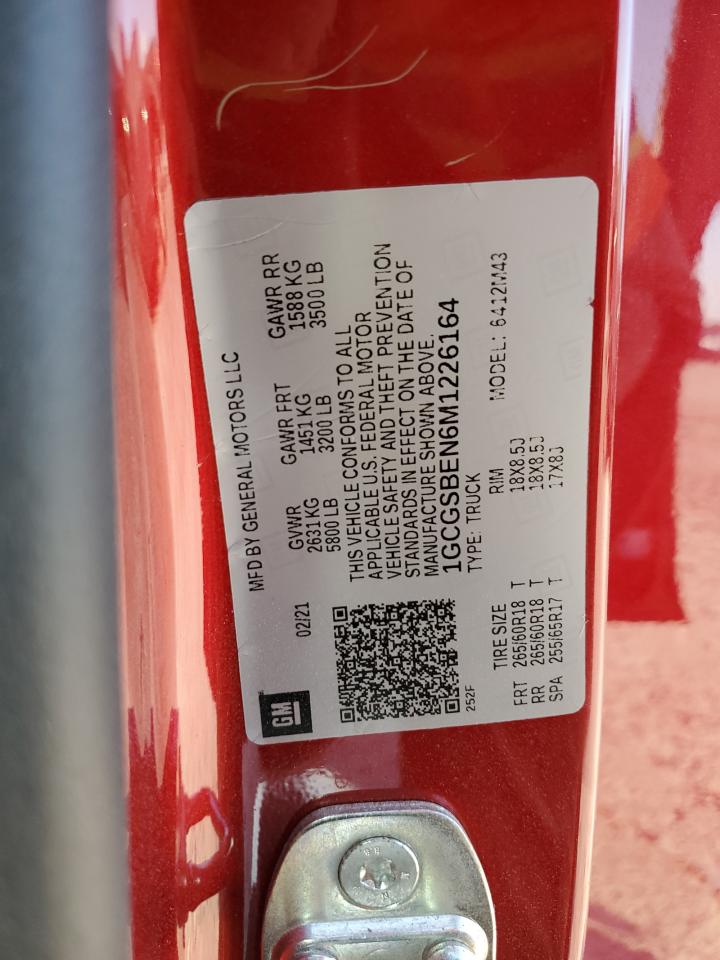 GM
MFD BY GENERAL MOTORS LLC
02/21
GVWR GAWR FRT GAWR RR
2631 KG 1451 KG 1588 KG
5800 LB 3200 LB 3500 LB
THIS VEHICLE CONFORMS TO ALL
APPLICABLE U.S. FEDERAL MOTOR
VEHICLE SAFETY AND THEFT PREVENTION
STANDARDS IN EFFECT ON THE DATE OF
MANUFACTURE SHOWN ABOVE.
1GCGSBEN6M1226164
252F
TYPE: TRUCK MODEL: 6412M43
TIRE SIZE RIM
FRT 265/60R18 T 18X8.5J
RR 265/60R18 T 18X8.5J
SPA 255/65R17 T 17X8J